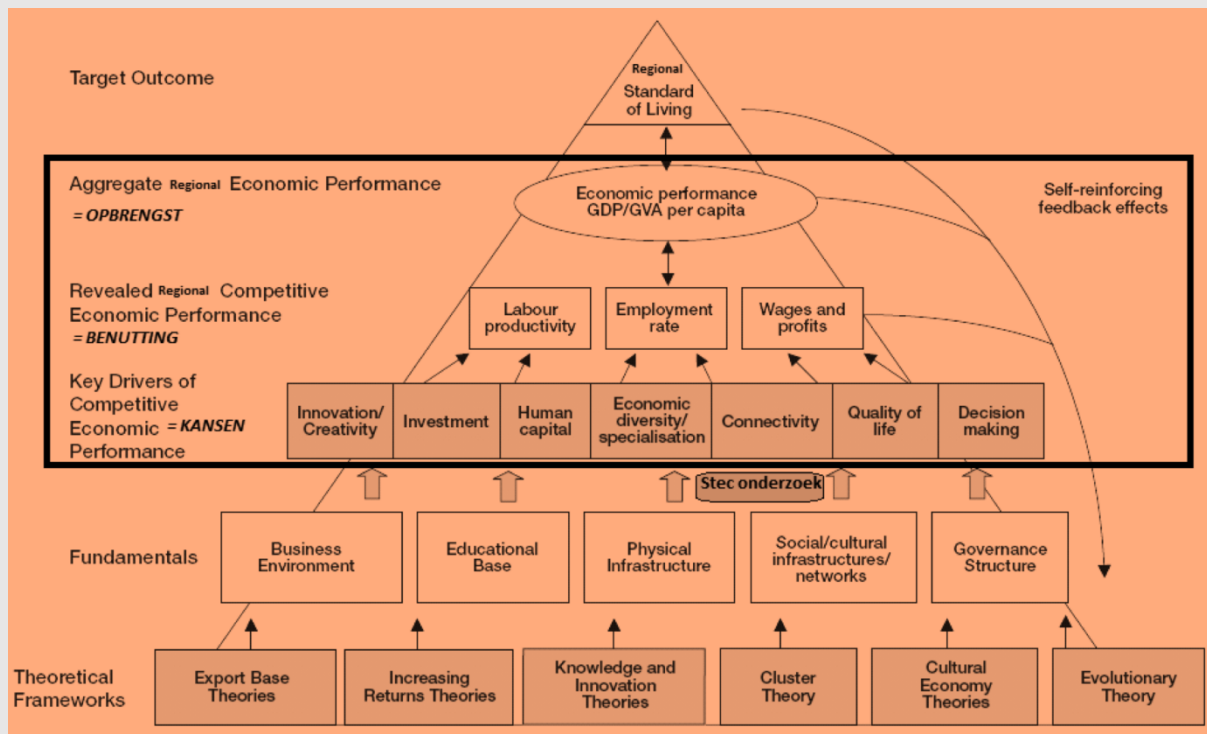 Target Outcome
Regional
Standard
of Living
Aggregate Regional Economic Performance
= OPBRENGST
Economic performance
GDP/GVA per capita
Self-reinforcing
feedback effects
Revealed Regional Competitive
Economic Performance
= BENUTTING
Labour
productivity
Employment
rate
Wages and
profits
Key Drivers of
Competitive
Economic = KANSEN
Performance
Innovation/
Creativity
Investment
Human
capital
Economic
diversity/
specialisation
Connectivity
Quality of
life
Decision
making
Stec onderzoek
Fundamentals
Business
Environment
Educational
Base
Physical
Infrastructure
Social/cultural
infrastructures/
networks
Governance
Structure
Theoretical
Frameworks
Export Base
Theories
Increasing
Returns Theories
Knowledge and
Innovation
Theories
Cluster
Theory
Cultural
Economy
Theories
Evolutionary
Theory